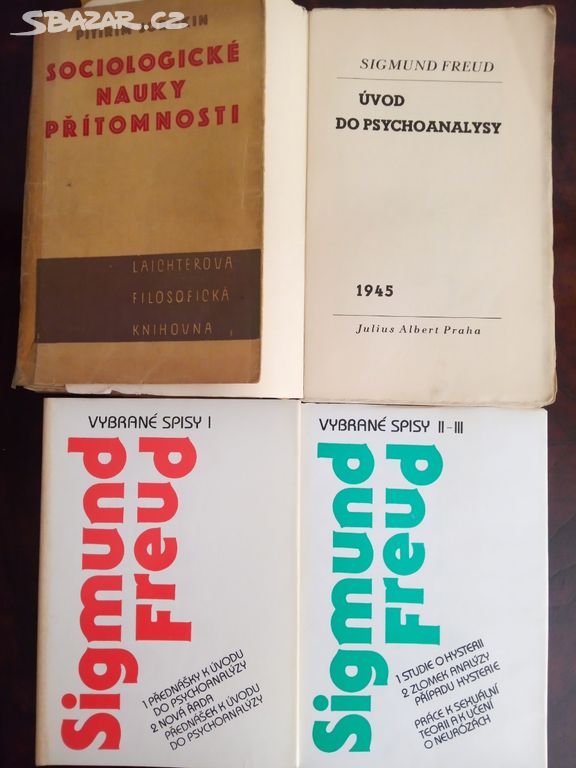 SBAZAR.CZ
SOCIOLOGICKÉ
NAUKY
PŘÍTOMNOSTI
LAICHTEROVA
FILOSOFICKÁ
KNIHOVNA
SIGMUND FREUD
ÚVOD
DO PSYCHOANALYSY
1945
Julius Albert Praha
VYBRANÉ SPISY I
Sigmund
Freud
1 PŘEDNÁŠKY K ÚVODU
DO PSYCHOANALÝZY
2 NOVÁ ŘADA
PŘEDNÁŠEK K ÚVODU
DO PSYCHOANALÝZY
VYBRANÉ SPISY II-III
Sigmund
Freud
1 STUDIE O HYSTERII
2 ZLOMEK ANALÝZY
PŘÍPADU HYSTERIE
PRÁCE K SEXUÁLNÍ
TEORII A K UČENÍ
O NEURÓZÁCH